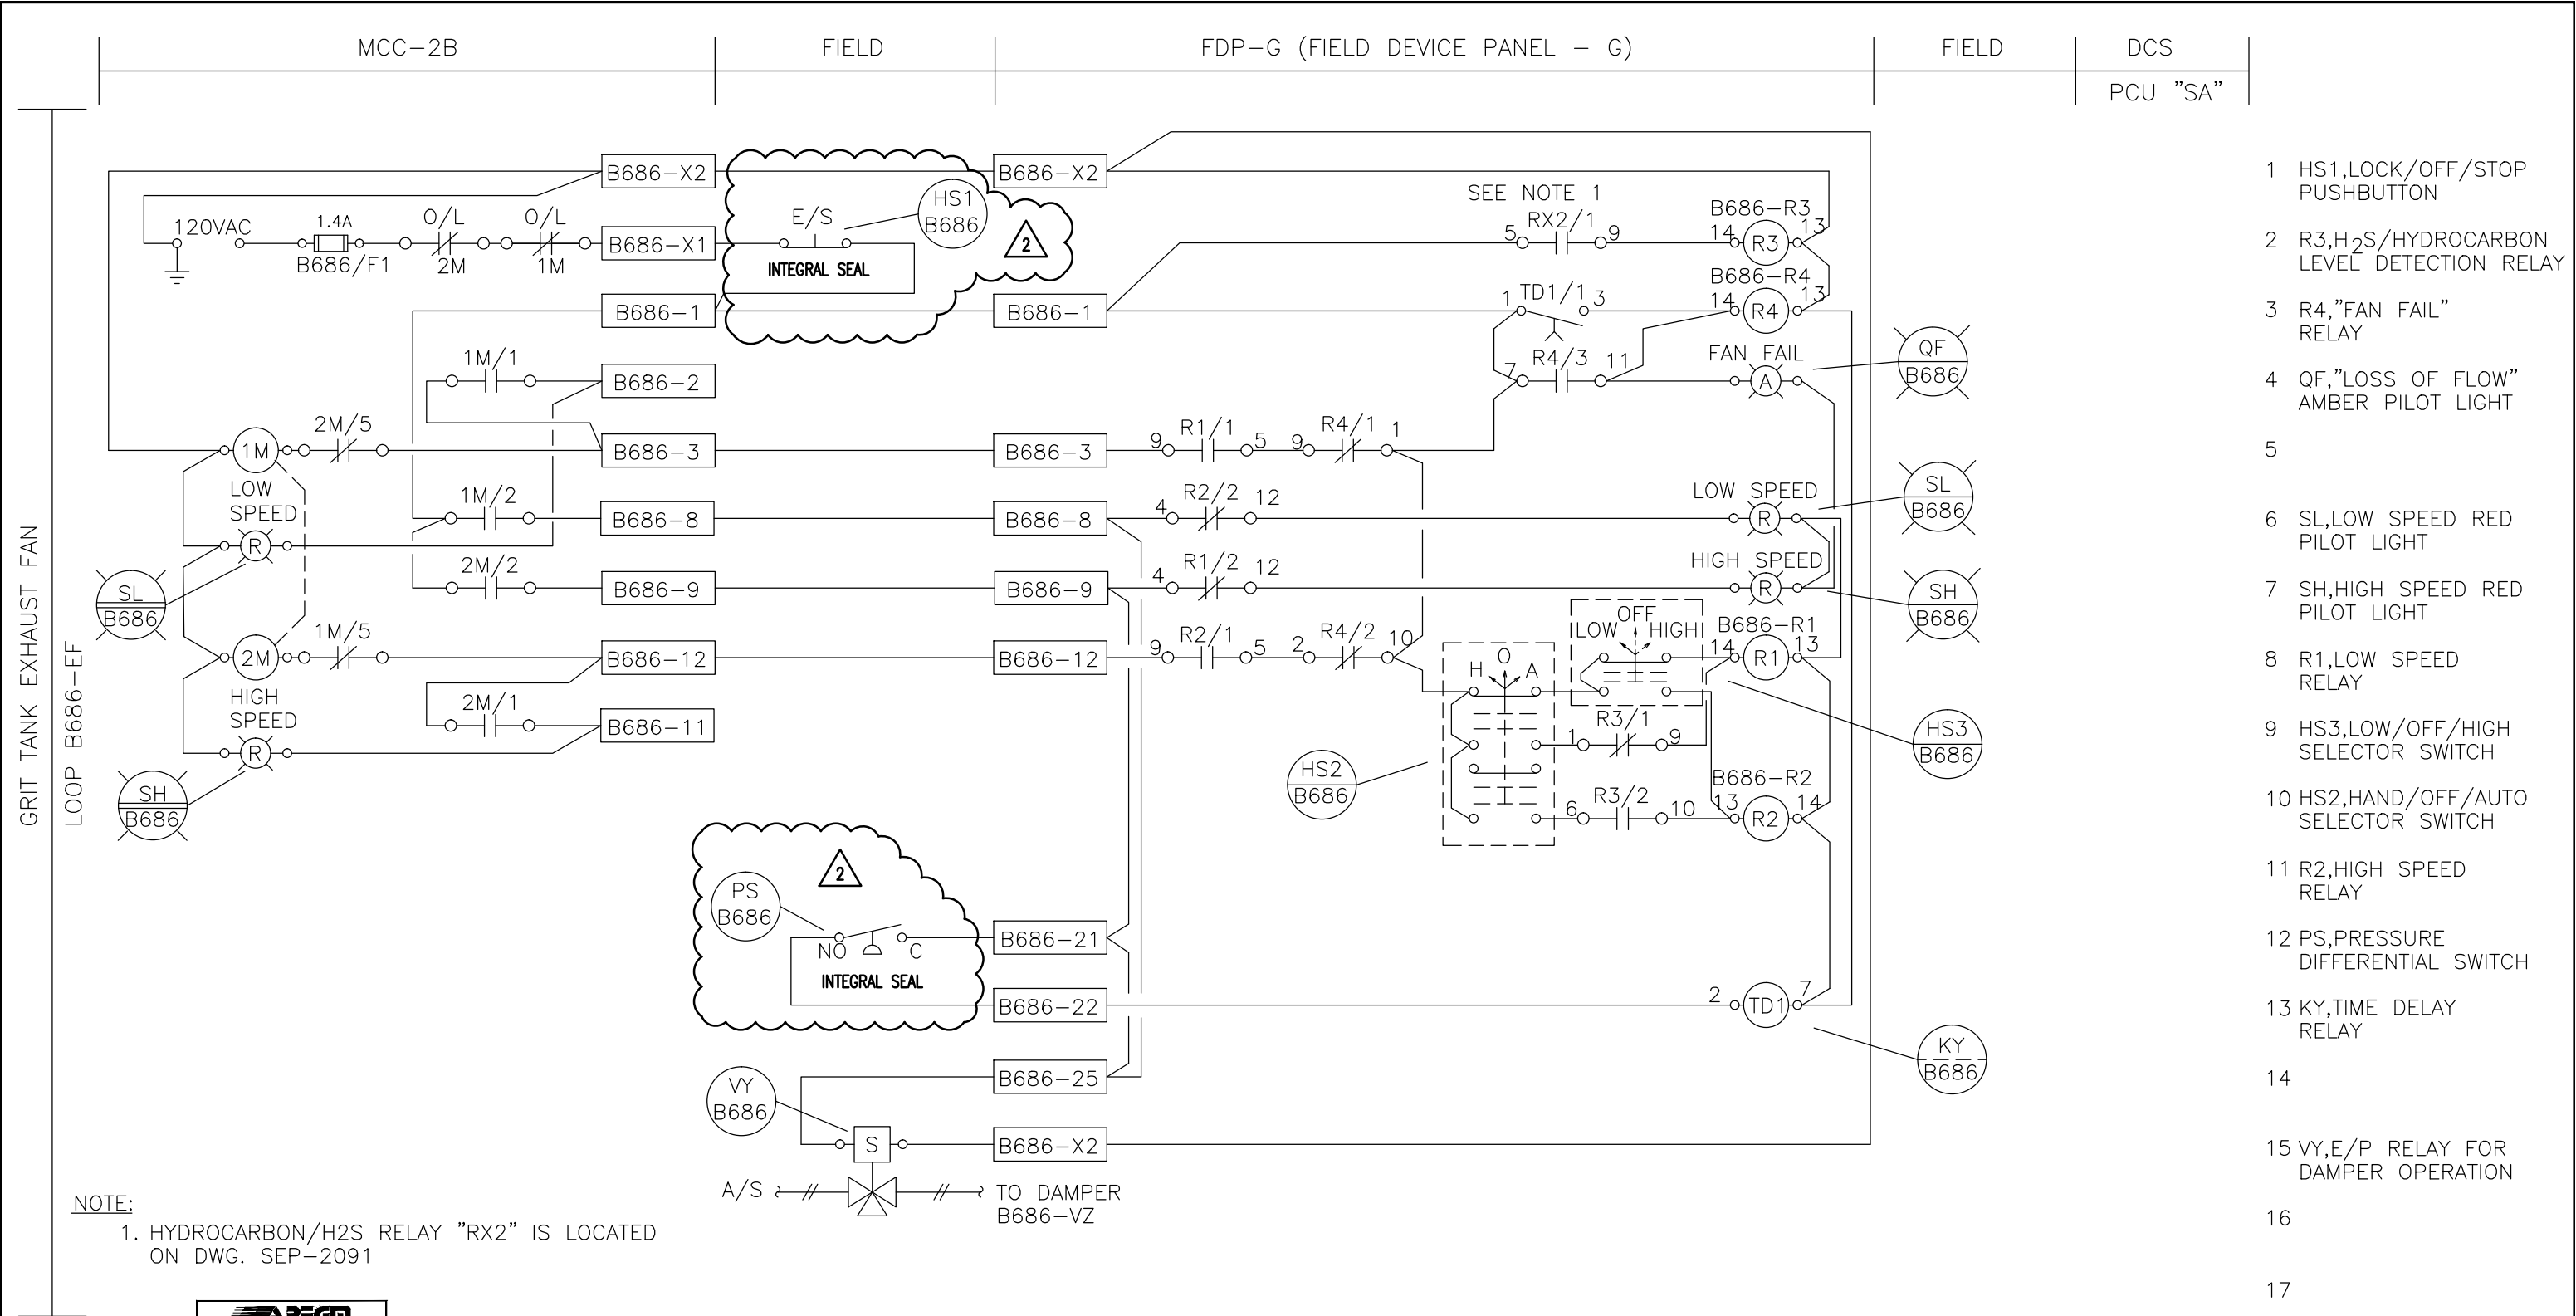 MCC-2B
FIELD
FDP-G (FIELD DEVICE PANEL - G)
FIELD
DCS
PCU "SA"
GRIT TANK EXHAUST FAN
LOOP B686-EF
B686-X2
B686-X2
120VAC
1.4A
B686/F1
O/L
2M
O/L
1M
B686-X1
E/S
INTEGRAL SEAL
HS1
B686
2
SEE NOTE 1
5
RX2/1
9
B686-R3
14
R3
13
B686-1
B686-1
1
TD1/1
3
B686-R4
14
R4
13
1M/1
B686-2
7
R4/3
11
FAN FAIL
A
QF
B686
1M
2M/5
B686-3
B686-3
9
R1/1
5
9
R4/1
1
LOW
SPEED
R
SL
B686
1M/2
B686-8
B686-8
4
R2/2
12
LOW SPEED
R
SL
B686
2M/2
B686-9
B686-9
4
R1/2
12
HIGH SPEED
R
SH
B686
2M
1M/5
B686-12
B686-12
9
R2/1
5
2
R4/2
10
H
O
A
LOW
OFF
HIGH
B686-R1
14
R1
13
HIGH
SPEED
R
SH
B686
2M/1
B686-11
HS2
B686
1
R3/1
9
HS3
B686
6
R3/2
10
B686-R2
13
R2
14
2
PS
B686
NO
C
INTEGRAL SEAL
B686-21
B686-22
2
TD1
7
KY
B686
B686-25
VY
B686
S
B686-X2
A/S
TO DAMPER
B686-VZ
NOTE:
1. HYDROCARBON/H2S RELAY "RX2" IS LOCATED
ON DWG. SEP-2091
1 HS1,LOCK/OFF/STOP
PUSHBUTTON
2 R3,H2S/HYDROCARBON
LEVEL DETECTION RELAY
3 R4,"FAN FAIL"
RELAY
4 QF,"LOSS OF FLOW"
AMBER PILOT LIGHT
5
6 SL,LOW SPEED RED
PILOT LIGHT
7 SH,HIGH SPEED RED
PILOT LIGHT
8 R1,LOW SPEED
RELAY
9 HS3,LOW/OFF/HIGH
SELECTOR SWITCH
10 HS2,HAND/OFF/AUTO
SELECTOR SWITCH
11 R2,HIGH SPEED
RELAY
12 PS,PRESSURE
DIFFERENTIAL SWITCH
13 KY,TIME DELAY
RELAY
14
15 VY,E/P RELAY FOR
DAMPER OPERATION
16
17